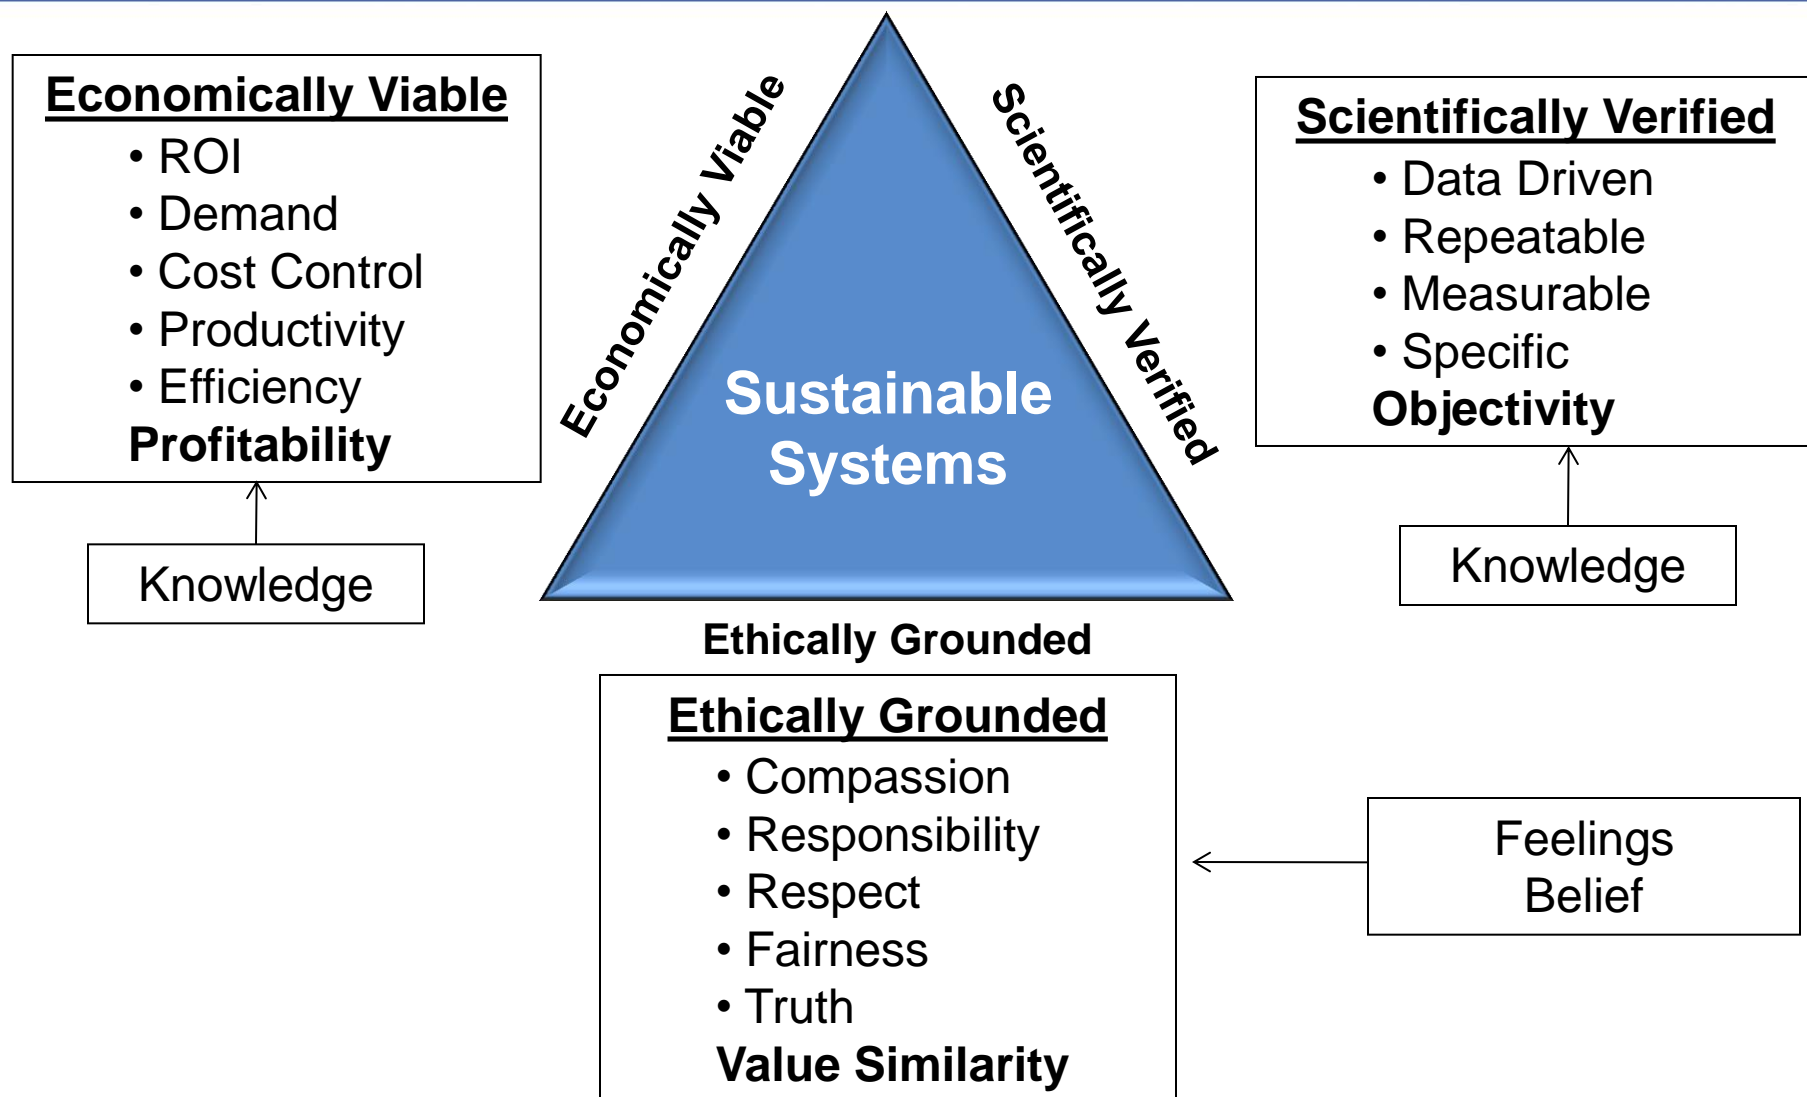 Economically Viable
• ROI
• Demand
• Cost Control
• Productivity
• Efficiency
Profitability
Knowledge
Economically Viable
Scientifically Verified
Sustainable
Systems
Ethically Grounded
Scientifically Verified
• Data Driven
• Repeatable
• Measurable
• Specific
Objectivity
Knowledge
Ethically Grounded
• Compassion
• Responsibility
• Respect
• Fairness
• Truth
Value Similarity
Feelings
Belief